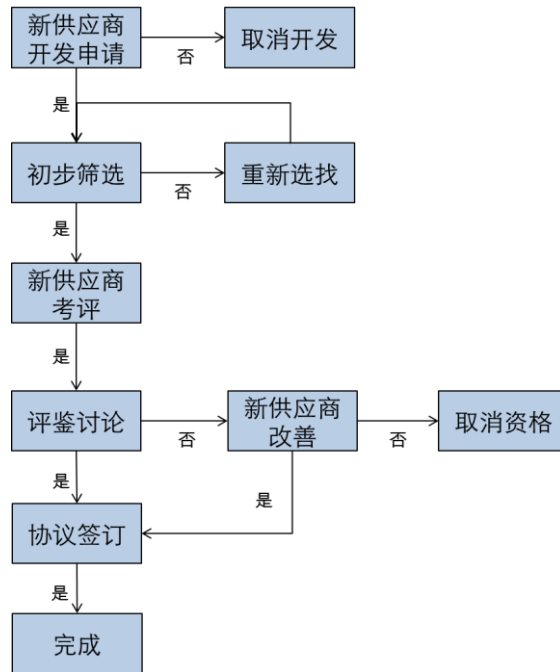 新供应商
开发申请
否
取消开发
是
初步筛选
否
重新选找
是
新供应商
考评
是
评鉴讨论
否
新供应商
改善
否
取消资格
是
是
协议签订
是
完成